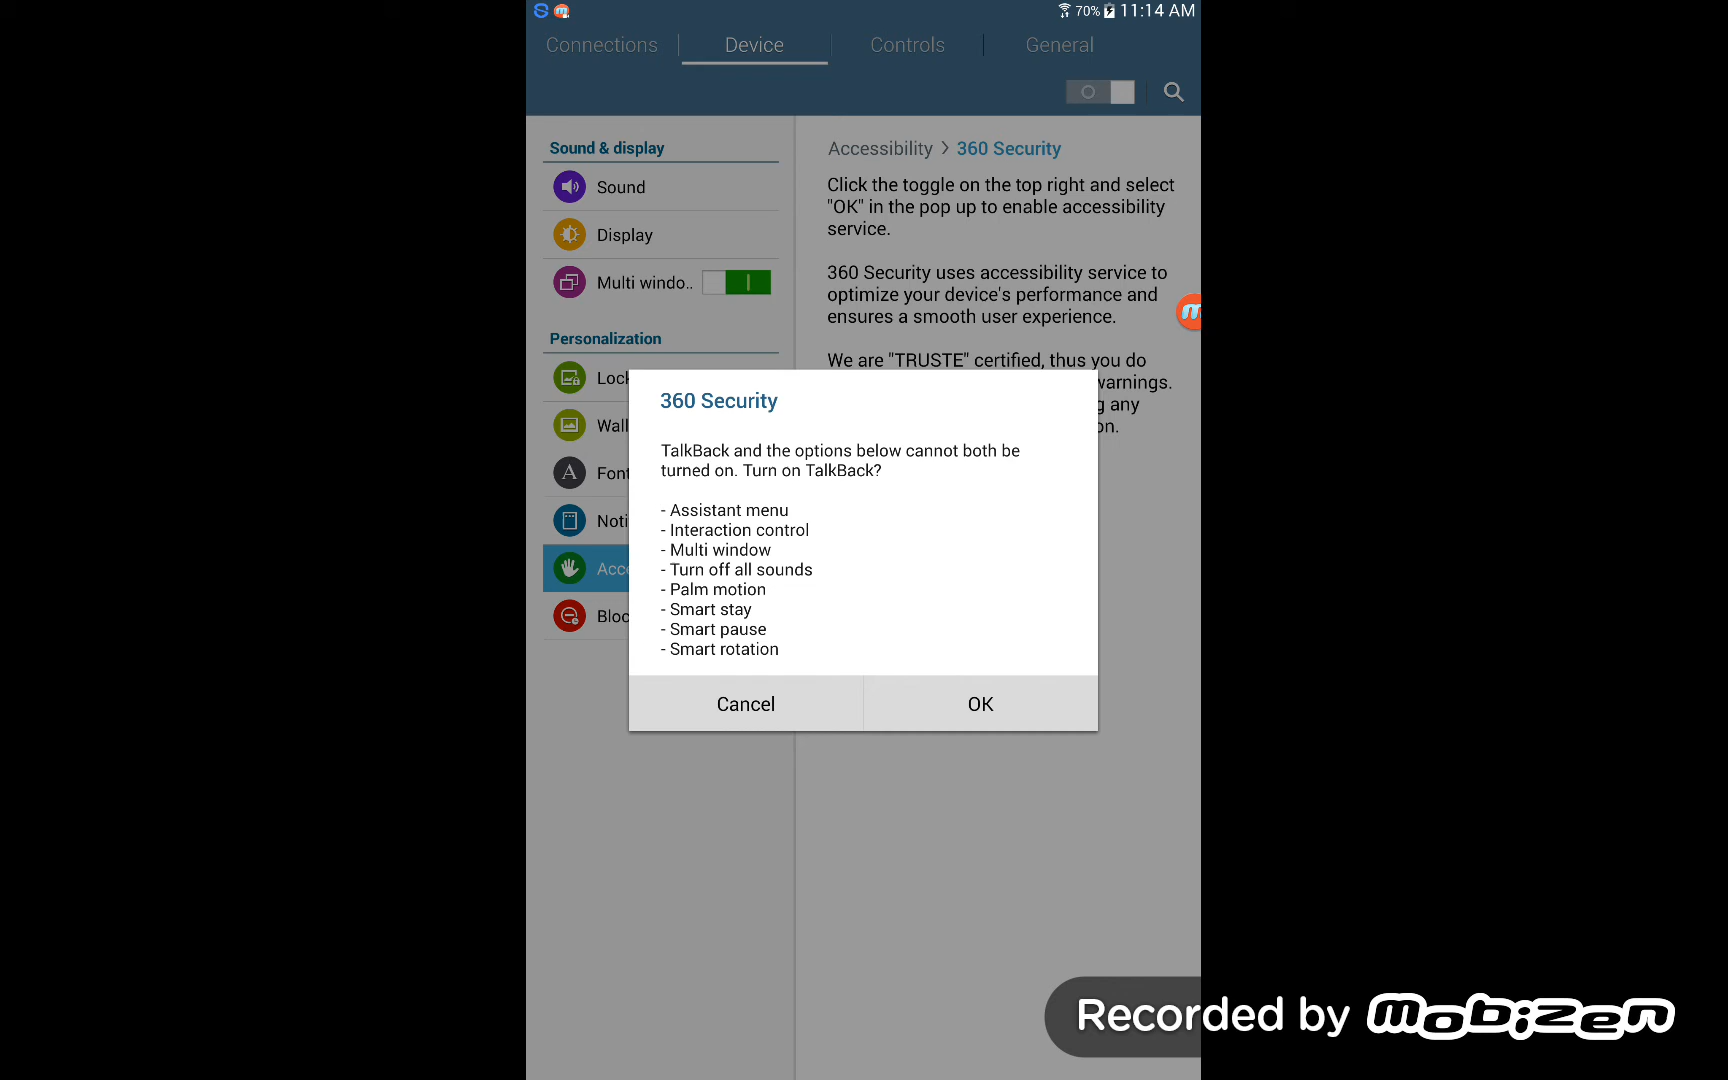 70% 11:14 AM
Connections Device Controls General
Sound & display
Sound
Display
Multi windo..
Personalization
Lock
Wall
Font
Noti
Acce
Bloc
Accessibility > 360 Security
Click the toggle on the top right and select
"OK" in the pop up to enable accessibility
service.
360 Security uses accessibility service to
optimize your device's performance and
ensures a smooth user experience.
We are "TRUSTe" certified, thus you do
warnings.
g any
on.
360 Security
TalkBack and the options below cannot both be
turned on. Turn on TalkBack?
- Assistant menu
- Interaction control
- Multi window
- Turn off all sounds
- Palm motion
- Smart stay
- Smart pause
- Smart rotation
Cancel OK
Recorded by mobizen